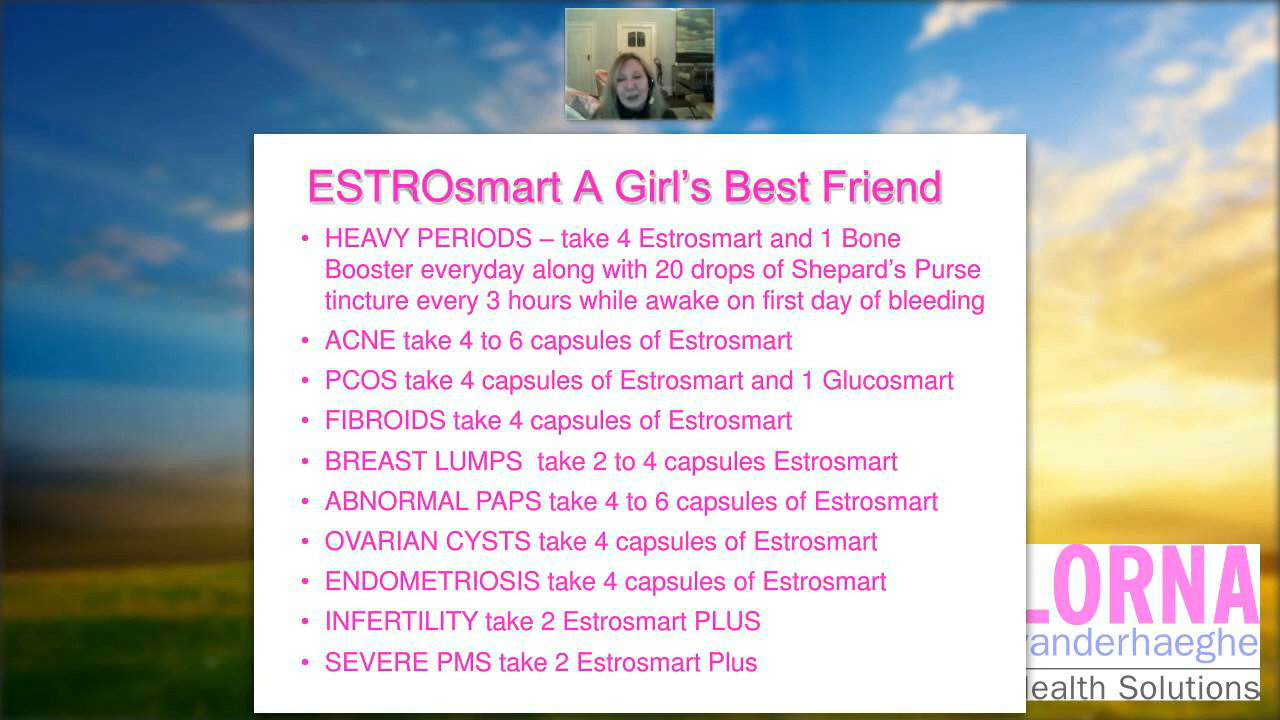 ESTROsmart A Girl’s Best Friend
• HEAVY PERIODS – take 4 Estrosmart and 1 Bone
Booster everyday along with 20 drops of Shepard’s Purse
tincture every 3 hours while awake on first day of bleeding
• ACNE take 4 to 6 capsules of Estrosmart
• PCOS take 4 capsules of Estrosmart and 1 Glucosmart
• FIBROIDS take 4 capsules of Estrosmart
• BREAST LUMPS  take 2 to 4 capsules Estrosmart
• ABNORMAL PAPS take 4 to 6 capsules of Estrosmart
• OVARIAN CYSTS take 4 capsules of Estrosmart
• ENDOMETRIOSIS take 4 capsules of Estrosmart
• INFERTILITY take 2 Estrosmart PLUS
• SEVERE PMS take 2 Estrosmart Plus
LORNA
vanderhaeghe
Health Solutions